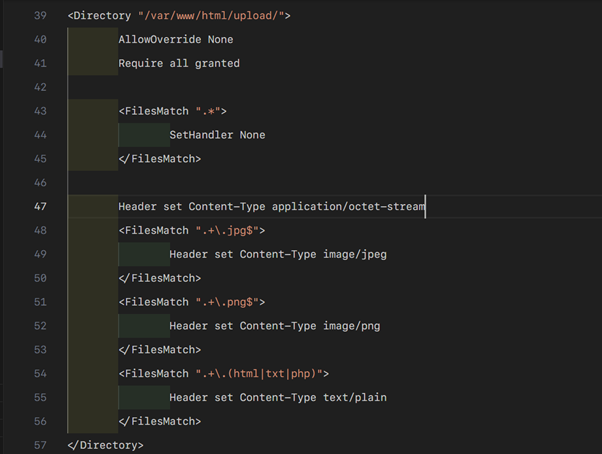 39 <Directory "/var/www/html/upload/">
40 AllowOverride None
41 Require all granted
42
43 <FilesMatch ".*">
44 SetHandler None
45 </FilesMatch>
46
47 Header set Content-Type application/octet-stream
48 <FilesMatch ".+\.jpg$">
49 Header set Content-Type image/jpeg
50 </FilesMatch>
51 <FilesMatch ".+\.png$">
52 Header set Content-Type image/png
53 </FilesMatch>
54 <FilesMatch ".+\.(html|txt|php)">
55 Header set Content-Type text/plain
56 </FilesMatch>
57 </Directory>